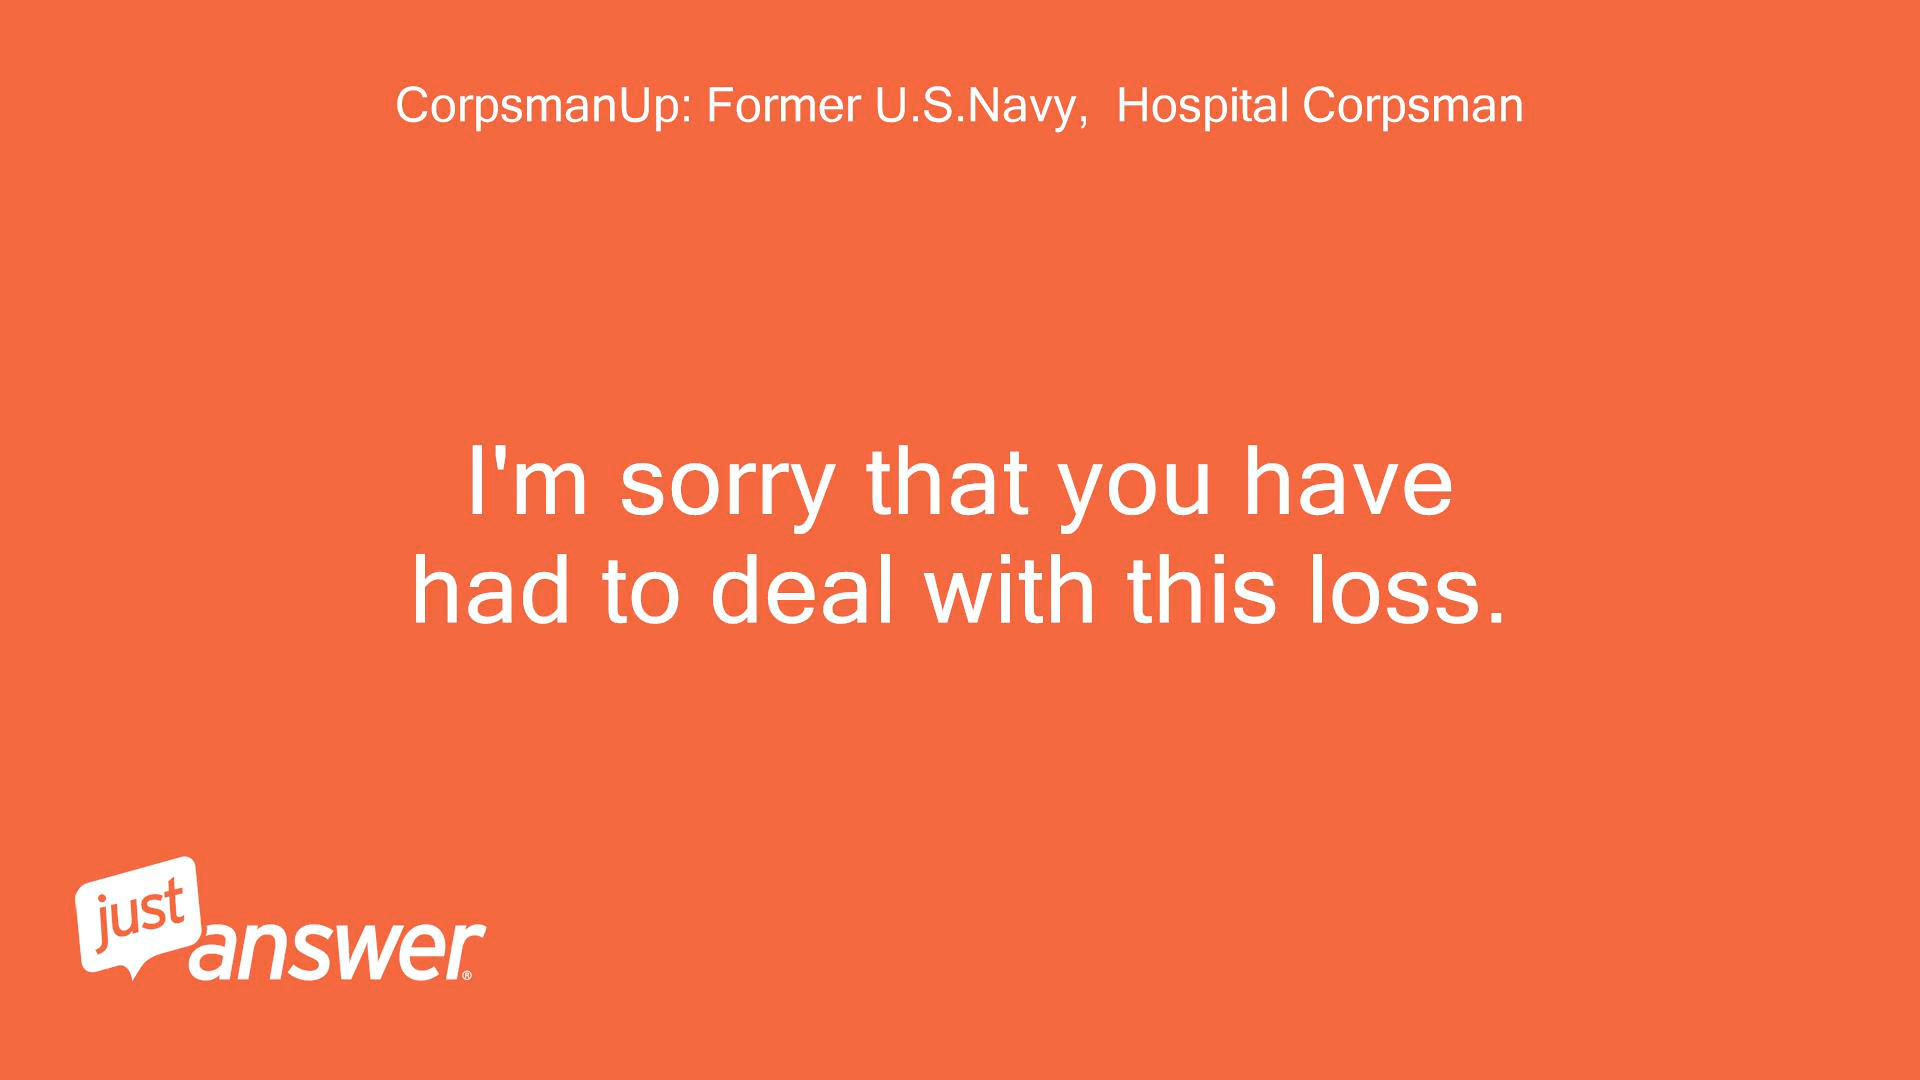 CorpsmanUp: Former U.S.Navy,  Hospital Corpsman
I'm sorry that you have
had to deal with this loss.
just
answer®